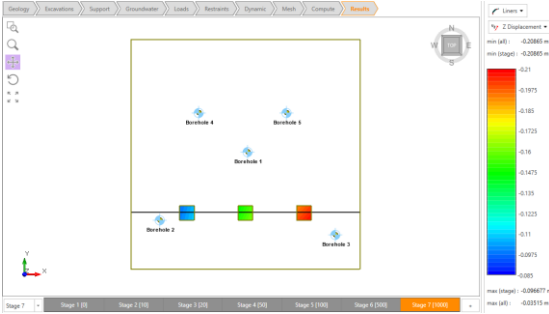 Geology
Excavations
Support
Groundwater
Loads
Restraints
Dynamic
Mesh
Compute
Results
Liners
Z Displacement
min (all) : -0.20865 m
min (stage) : -0.20865 m
N
W TOP E
S
-0.21
-0.1975
-0.185
-0.1725
-0.16
-0.1475
-0.135
-0.1225
-0.11
-0.0975
-0.085
Borehole 4
Borehole 5
Borehole 1
Borehole 2
Borehole 3
Y
X
max (stage) : -0.096677 m
max (all) : -0.03515 m
Stage 7
Stage 1 [0]
Stage 2 [10]
Stage 3 [20]
Stage 4 [50]
Stage 5 [100]
Stage 6 [500]
Stage 7 [1000]